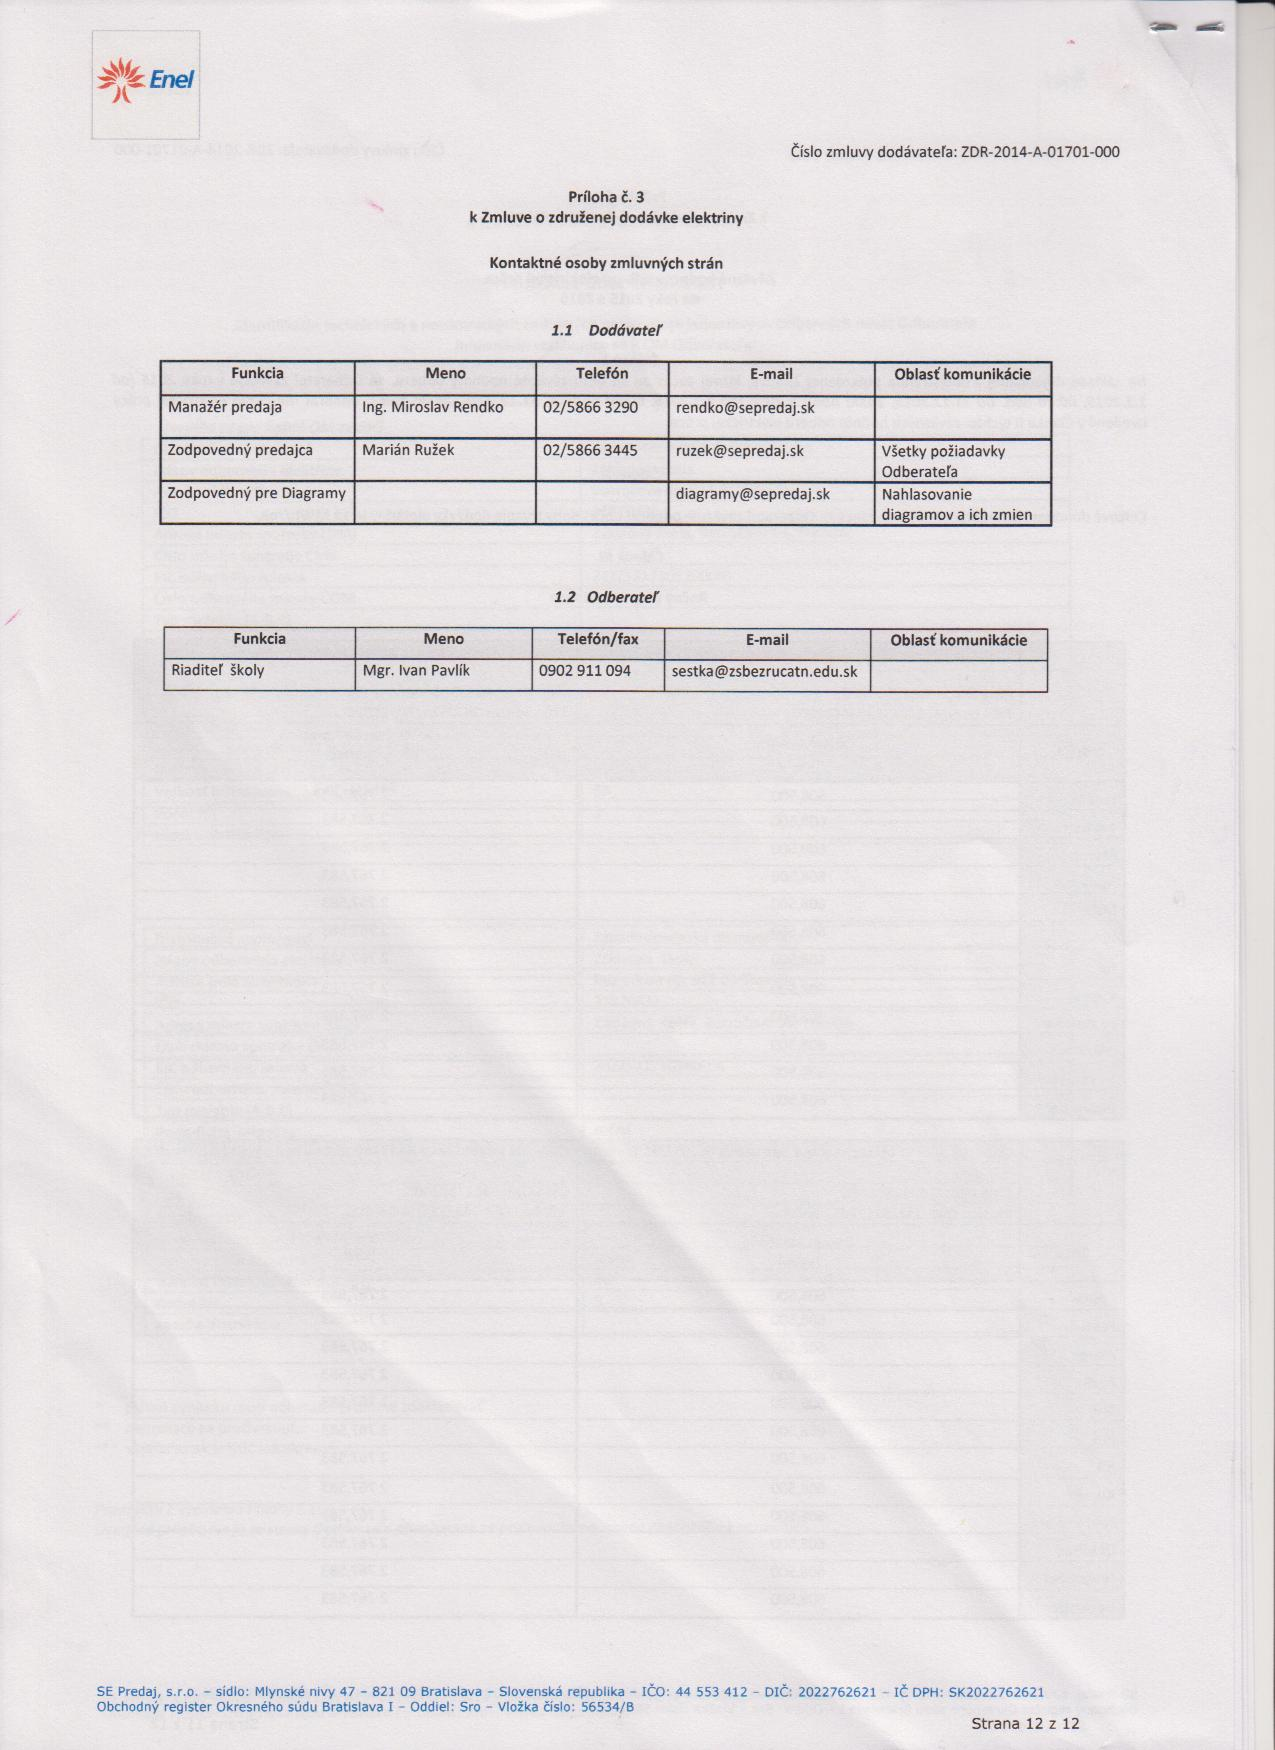 Enel
Číslo zmluvy dodávateľa: ZDR-2014-A-01701-000
Príloha č. 3
k Zmluve o združenej dodávke elektriny
Kontaktné osoby zmluvných strán
1.1 Dodávateľ
Funkcia Meno Telefón E-mail Oblasť komunikácie
Manažér predaja Ing. Miroslav Rendko 02/5866 3290 rendko@sepredaj.sk
Zodpovedný predajca Marián Ružek 02/5866 3445 ruzek@sepredaj.sk Všetky požiadavky
Odberateľa
Zodpovedný pre Diagramy diagramy@sepredaj.sk Nahlasovanie
diagramov a ich zmien
1.2 Odberateľ
Funkcia Meno Telefón/fax E-mail Oblasť komunikácie
Riaditeľ školy Mgr. Ivan Pavlík 0902 911 094 sestka@zsbezrucatn.edu.sk
SE Predaj, s.r.o. – sídlo: Mlynské nivy 47 – 821 09 Bratislava – Slovenská republika – IČO: 44 553 412 – DIČ: 2022762621 – IČ DPH: SK2022762621
Obchodný register Okresného súdu Bratislava I – Oddiel: Sro – Vložka číslo: 56534/B
Strana 12 z 12